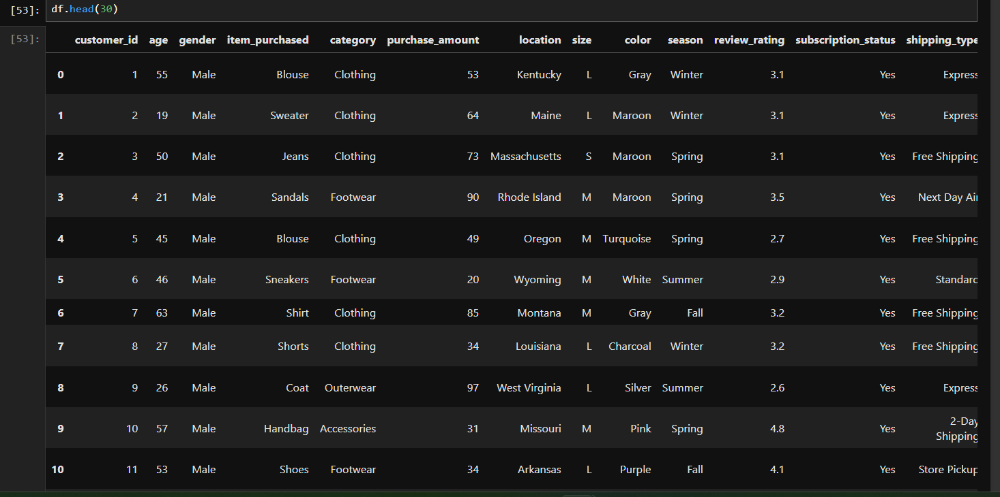 [53]: df.head(30)
[53]: customer_id age gender item_purchased category purchase_amount location size color season review_rating subscription_status shipping_type
0 1 55 Male Blouse Clothing 53 Kentucky L Gray Winter 3.1 Yes Express
1 2 19 Male Sweater Clothing 64 Maine L Maroon Winter 3.1 Yes Express
2 3 50 Male Jeans Clothing 73 Massachusetts S Maroon Spring 3.1 Yes Free Shipping
3 4 21 Male Sandals Footwear 90 Rhode Island M Maroon Spring 3.5 Yes Next Day Air
4 5 45 Male Blouse Clothing 49 Oregon M Turquoise Spring 2.7 Yes Free Shipping
5 6 46 Male Sneakers Footwear 20 Wyoming M White Summer 2.9 Yes Standard
6 7 63 Male Shirt Clothing 85 Montana M Gray Fall 3.2 Yes Free Shipping
7 8 27 Male Shorts Clothing 34 Louisiana L Charcoal Winter 3.2 Yes Free Shipping
8 9 26 Male Coat Outerwear 97 West Virginia L Silver Summer 2.6 Yes Express
9 10 57 Male Handbag Accessories 31 Missouri M Pink Spring 4.8 Yes 2-Day
Shipping
10 11 53 Male Shoes Footwear 34 Arkansas L Purple Fall 4.1 Yes Store Pickup